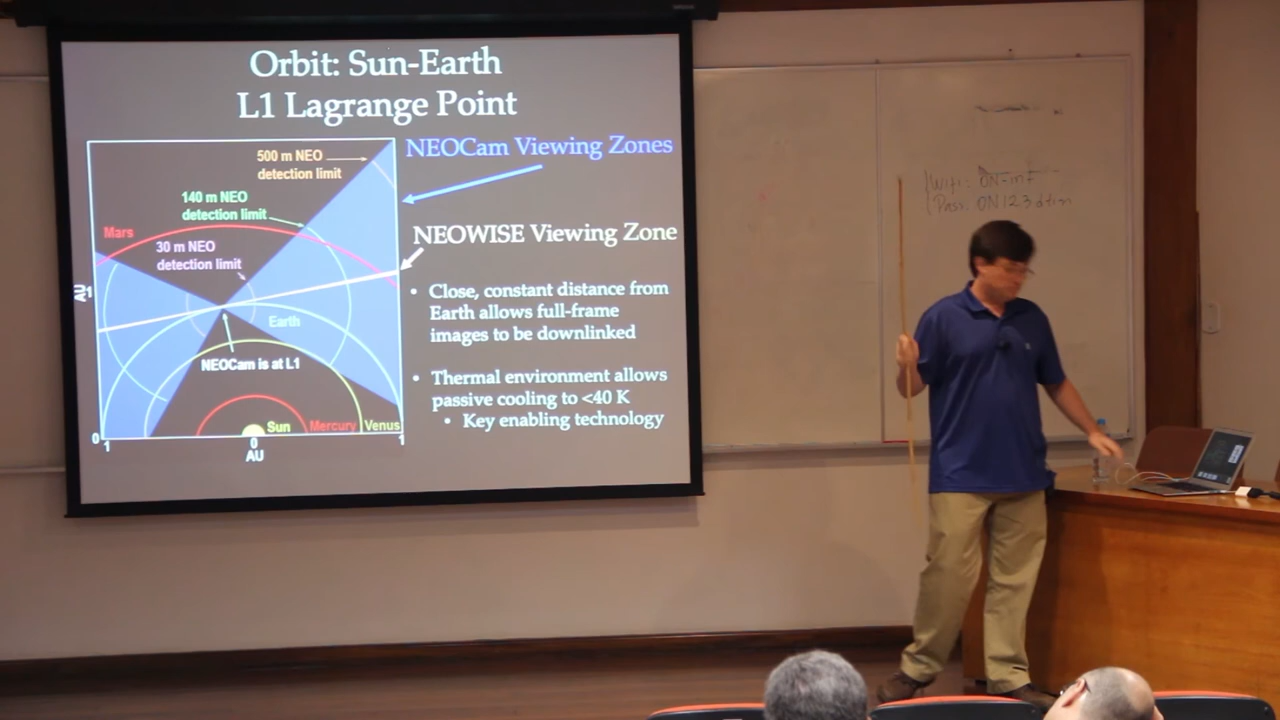 Orbit: Sun-Earth
L1 Lagrange Point
500 m NEO
detection limit
140 m NEO
detection limit
Mars
30 m NEO
detection limit
AU
1
Earth
NEOCam is at L1
Sun
Mercury
Venus
0
1
0
1
AU
NEOCam Viewing Zones
NEOWISE Viewing Zone
• Close, constant distance from
Earth allows full-frame
images to be downlinked
• Thermal environment allows
passive cooling to <40 K
• Key enabling technology
Wifi:
Pass: